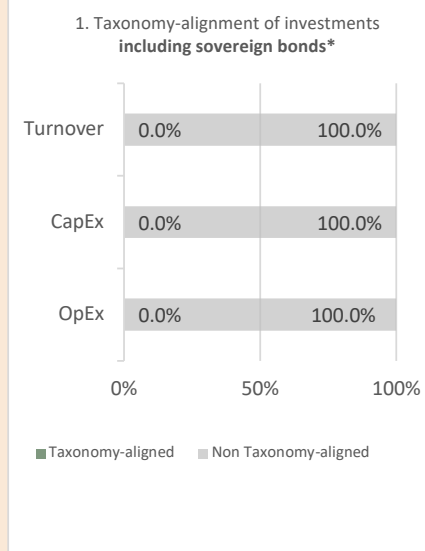 1. Taxonomy-alignment of investments
including sovereign bonds*
Turnover 0.0% 100.0%
CapEx 0.0% 100.0%
OpEx 0.0% 100.0%
0% 50% 100%
Taxonomy-aligned Non Taxonomy-aligned